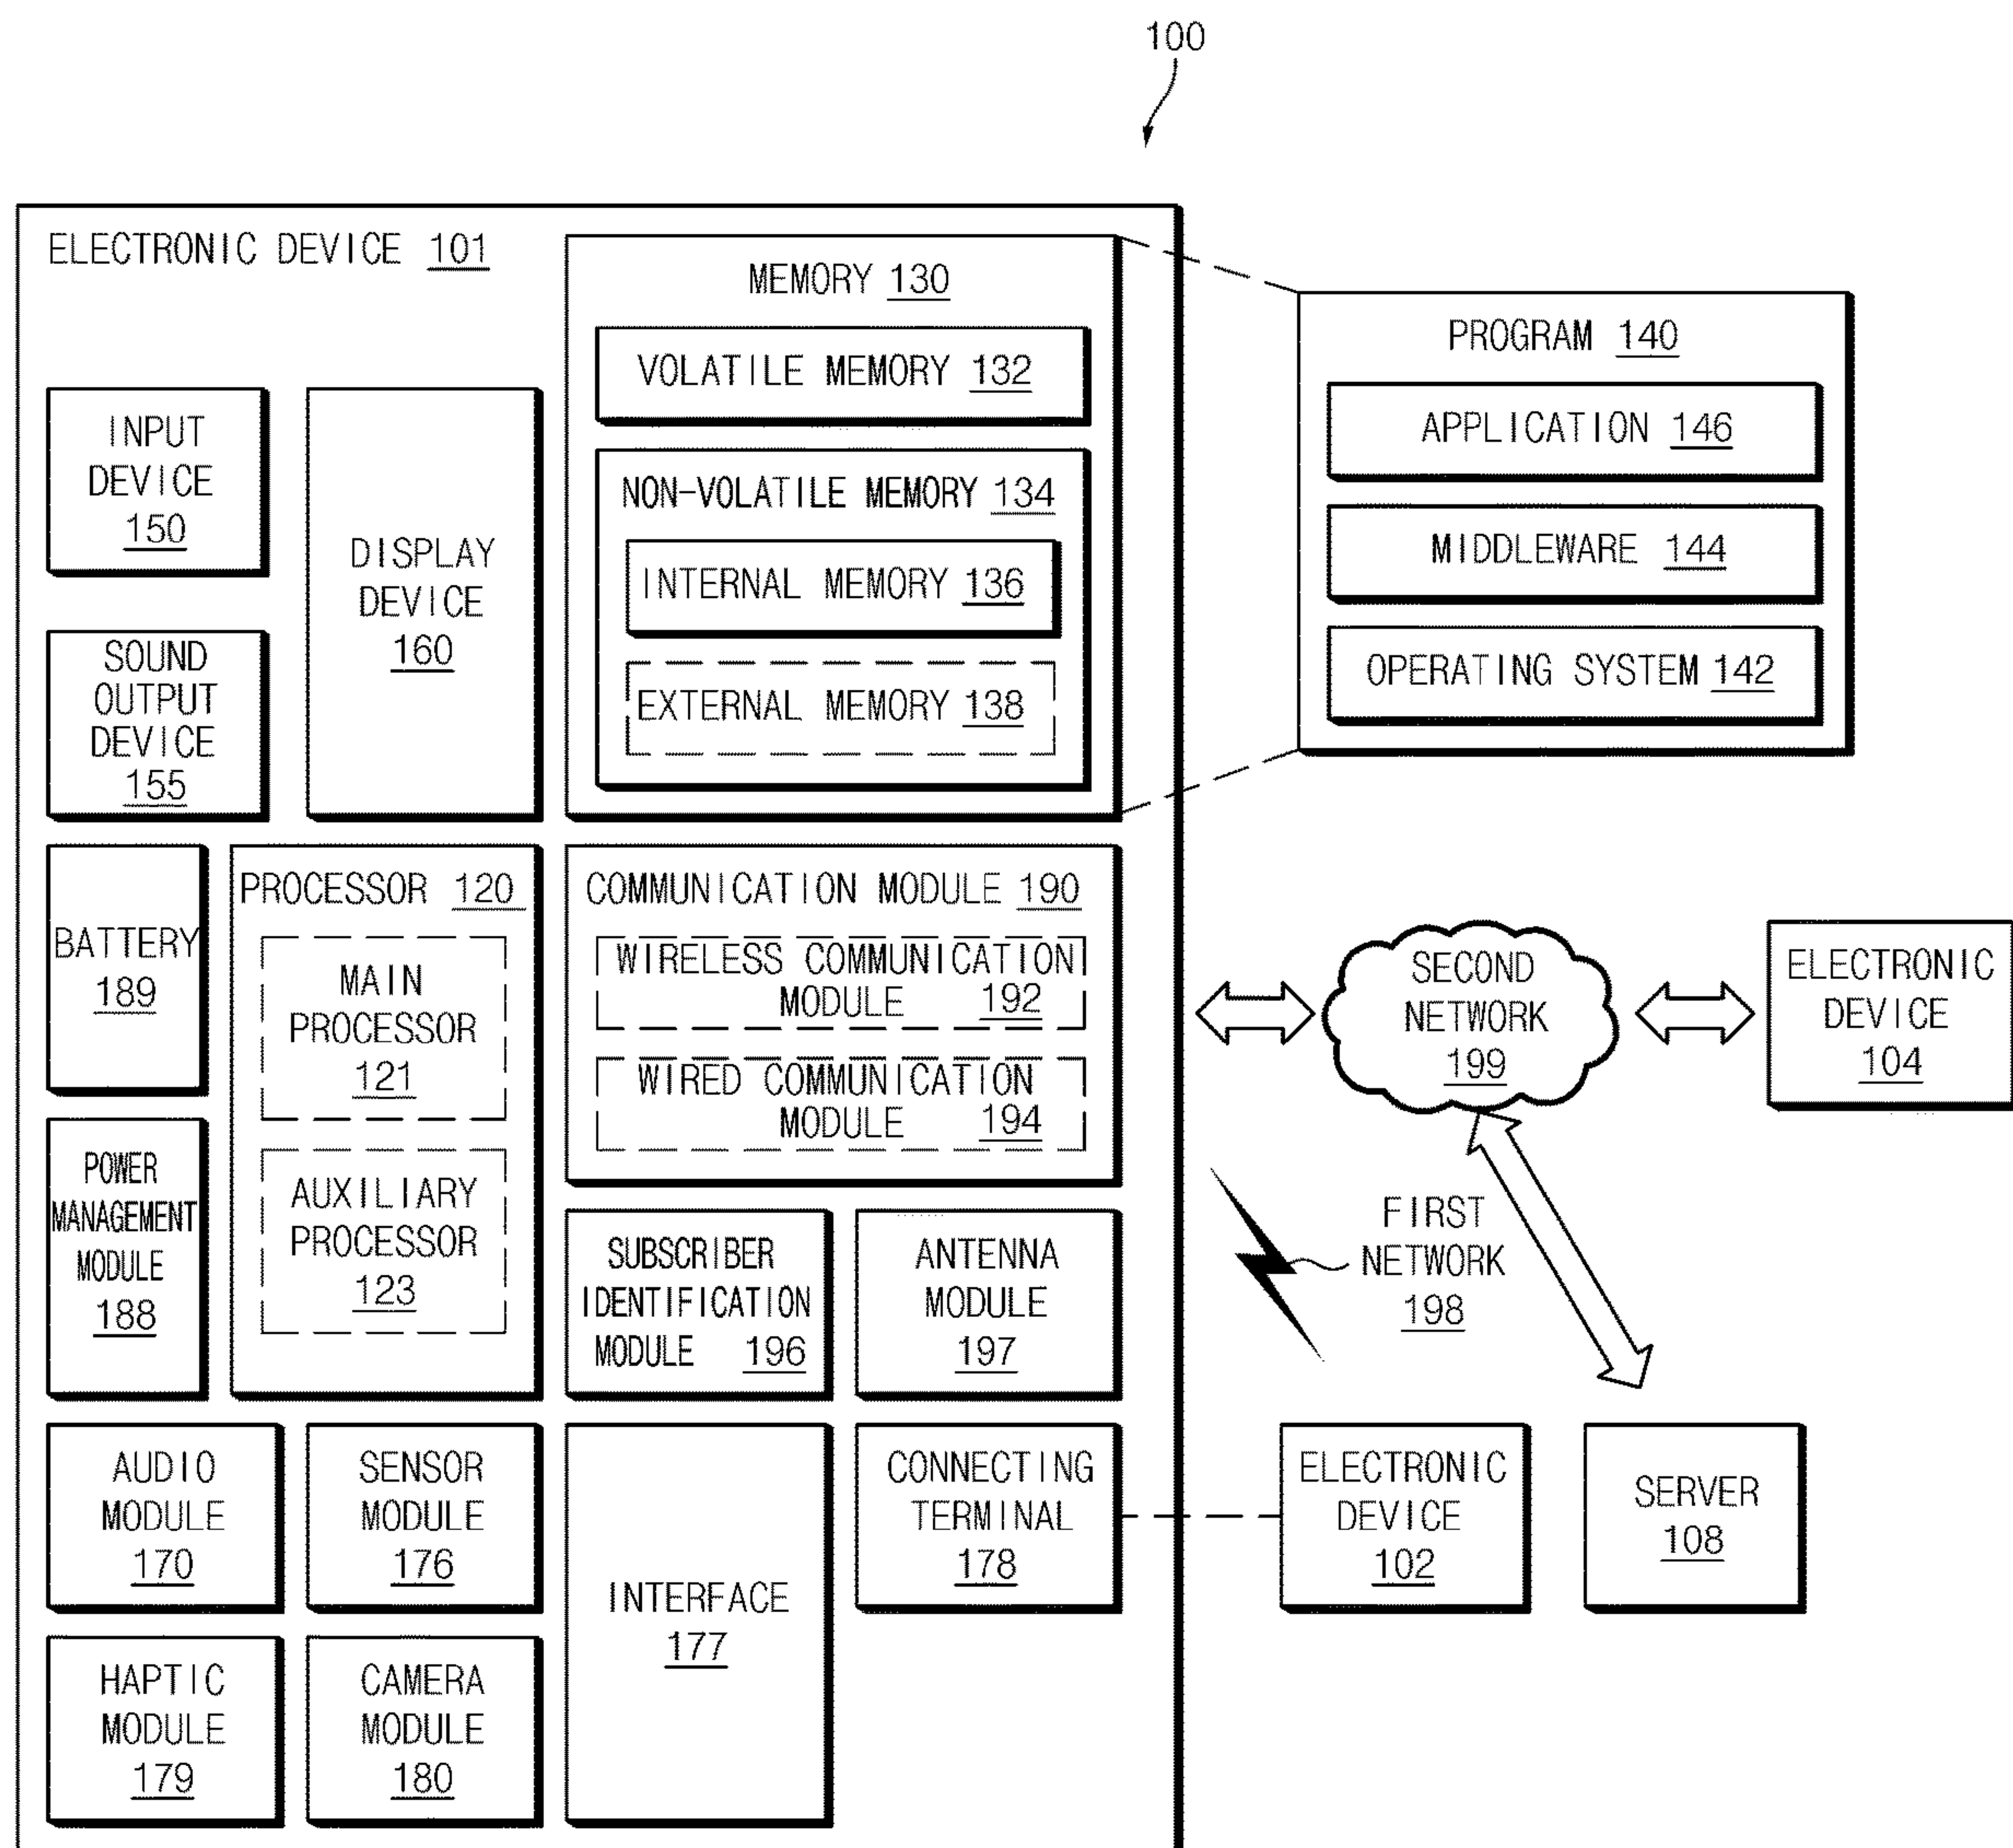 100
ELECTRONIC DEVICE 101
MEMORY 130
VOLATILE MEMORY 132
NON-VOLATILE MEMORY 134
INTERNAL MEMORY 136
EXTERNAL MEMORY 138
PROGRAM 140
APPLICATION 146
MIDDLEWARE 144
OPERATING SYSTEM 142
INPUT
DEVICE
150
SOUND
OUTPUT
DEVICE
155
DISPLAY
DEVICE
160
BATTERY
189
POWER
MANAGEMENT
MODULE
188
PROCESSOR 120
MAIN
PROCESSOR
121
AUXILIARY
PROCESSOR
123
COMMUNICATION MODULE 190
WIRELESS COMMUNICATION
MODULE 192
WIRED COMMUNICATION
MODULE 194
SUBSCRIBER
IDENTIFICATION
MODULE 196
ANTENNA
MODULE
197
SECOND
NETWORK
199
ELECTRONIC
DEVICE
104
FIRST
NETWORK
198
AUDIO
MODULE
170
SENSOR
MODULE
176
INTERFACE
177
CONNECTING
TERMINAL
178
ELECTRONIC
DEVICE
102
SERVER
108
HAPTIC
MODULE
179
CAMERA
MODULE
180